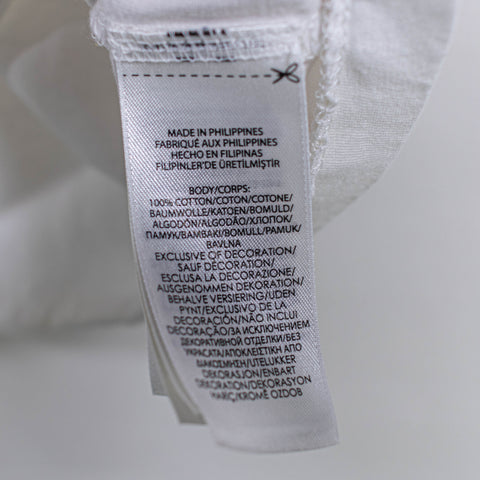 MADE IN PHILIPPINES
FABRIQUÉ AUX PHILIPPINES
HECHO EN FILIPINAS
FILIPINLER'DE ÜRETILMIŞTIR
BODY/CORPS:
100% COTTON/COTON/COTONE/
BAUMWOLLE/KATOEN/BOMULD/
ALGODÓN/ALGODÃO/ХЛОПОК/
ПАМУК/BAMBAKI/BOMULL/PAMUK/
BAVLNA
EXCLUSIVE OF DECORATION/
SAUF DÉCORATION/
ESCLUSA LA DECORAZIONE/
AUSGENOMMEN DEKORATION/
BEHALVE VERSIERING/UDEN
PYNT/EXCLUSIVO DE LA
DECORACIÓN/NÃO INCLUI
DECORAÇÃO/ЗА ИСКЛЮЧЕНИЕМ
ДЕКОРАТИВНОЙ ОТДЕЛКИ/БЕЗ
УКРАСАТА/ΑΠΟΚΛΕΙΣΤΙΚΗ ΑΠΟ
ΔΙΑΚΟΣΜΗΣΗ/UTELUKKER
DEKORASJON/ENBART
DEKORATION/DEKORASYON
HARİÇ/KROMĚ OZDOB